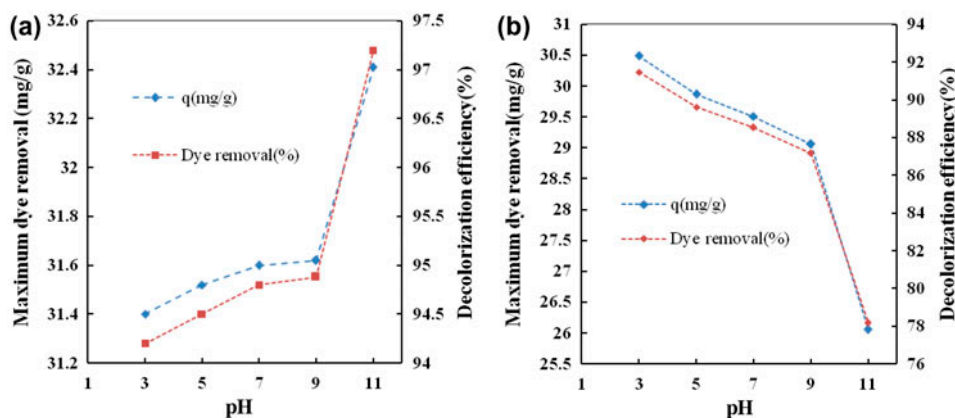 (a)
Maximum dye removal (mg/g)
32.6
32.4
32.2
32
31.8
31.6
31.4
31.2
q(mg/g)
Dye removal(%)
97.5
97
96.5
96
95.5
95
94.5
94
Decolorization efficiency(%)
1 3 5 7 9 11
pH
(b)
Maximum dye removal(mg/g)
31
30.5
30
29.5
29
28.5
28
27.5
27
26.5
26
25.5
q(mg/g)
Dye removal(%)
94
92
90
88
86
84
82
80
78
76
Decolorization efficiency(%)
1 3 5 7 9 11
pH